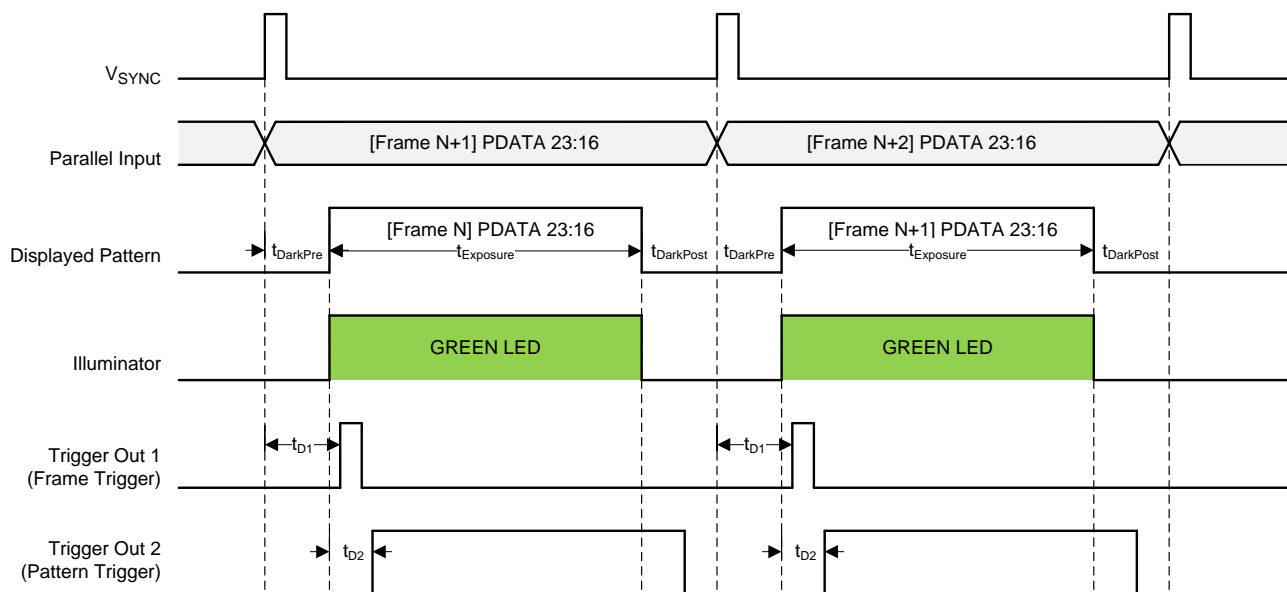 VSYNC
Parallel Input
[Frame N+1] PDATA 23:16
[Frame N+2] PDATA 23:16
Displayed Pattern
[Frame N] PDATA 23:16
[Frame N+1] PDATA 23:16
tDarkPre
tExposure
tDarkPost
tDarkPre
tExposure
tDarkPost
Illuminator
GREEN LED
GREEN LED
Trigger Out 1
(Frame Trigger)
tD1
tD1
Trigger Out 2
(Pattern Trigger)
tD2
tD2